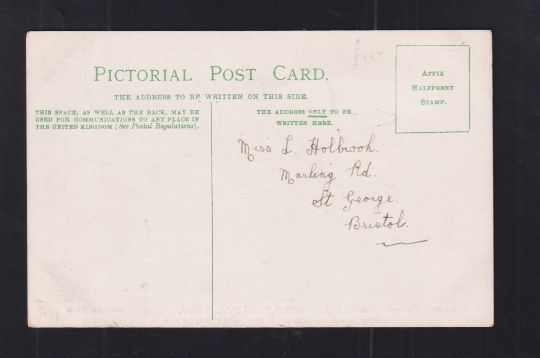 PICTORIAL POST CARD.
THE ADDRESS TO BE WRITTEN ON THIS SIDE.
THIS SPACE, AS WELL AS THE BACK, MAY BE
USED FOR COMMUNICATIONS TO ANY PLACE IN
THE UNITED KINGDOM (See Postal Regulations).
THE ADDRESS ONLY TO BE
WRITTEN HERE.
AFFIX
HALFPENNY
STAMP.
Miss L. Holbrook.
Marling Rd.
St George.
Bristol.